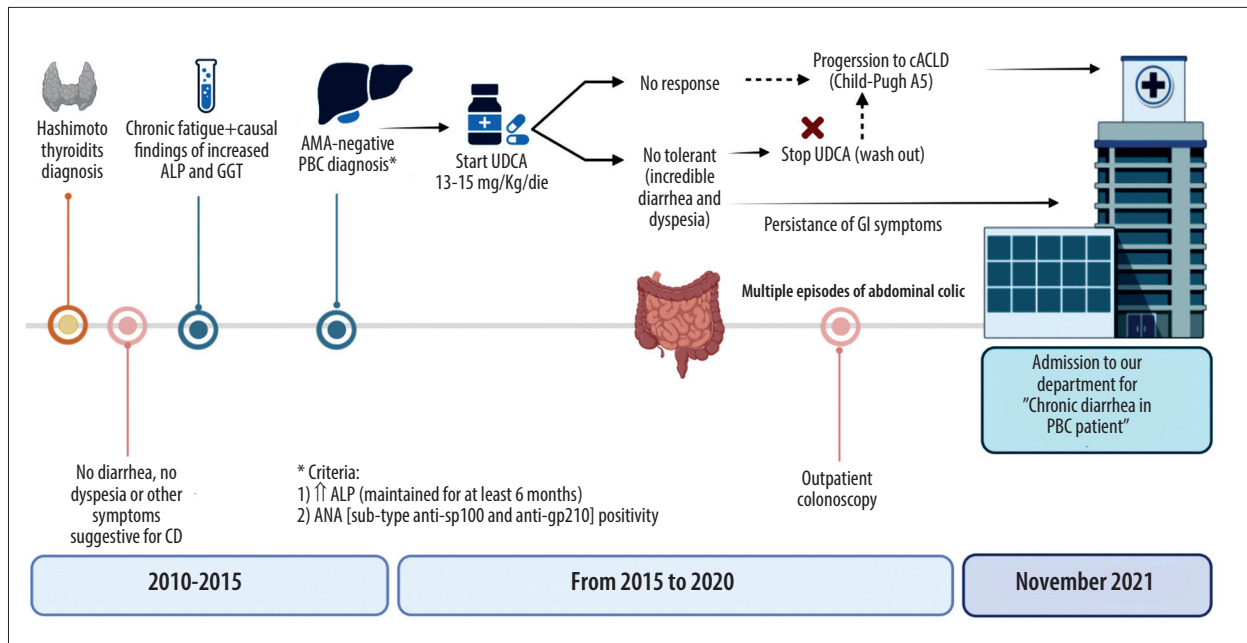 Hashimoto
thyroidits
diagnosis
Chronic fatigue+causal
findings of increased
ALP and GGT
AMA-negative
PBC diagnosis*
Start UDCA
13-15 mg/Kg/die
No response
Progerssion to cACLD
(Child-Pugh A5)
No tolerant
(incredible
diarrhea and
dyspesia)
Stop UDCA (wash out)
Persistance of GI symptoms
Multiple episodes of abdominal colic
Admission to our
department for
"Chronic diarrhea in
PBC patient"
No diarrhea, no
dyspesia or other
symptoms
suggestive for CD
* Criteria:
1) ⇑ ALP (maintained for at least 6 months)
2) ANA [sub-type anti-sp100 and anti-gp210] positivity
Outpatient
colonoscopy
2010-2015
From 2015 to 2020
November 2021